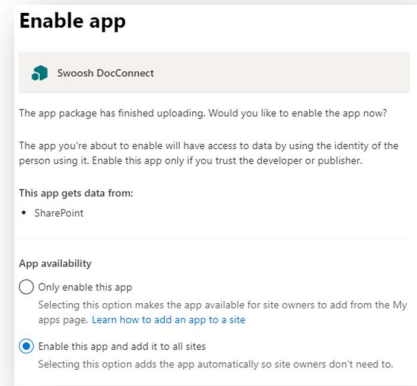 Enable app
Swoosh DocConnect
The app package has finished uploading. Would you like to enable the app now?
The app you're about to enable will have access to data by using the identity of the
person using it. Enable this app only if you trust the developer or publisher.
This app gets data from:
• SharePoint
App availability
Only enable this app
Selecting this option makes the app available for site owners to add from the My
apps page. Learn how to add an app to a site
Enable this app and add it to all sites
Selecting this option adds the app automatically so site owners don't need to.